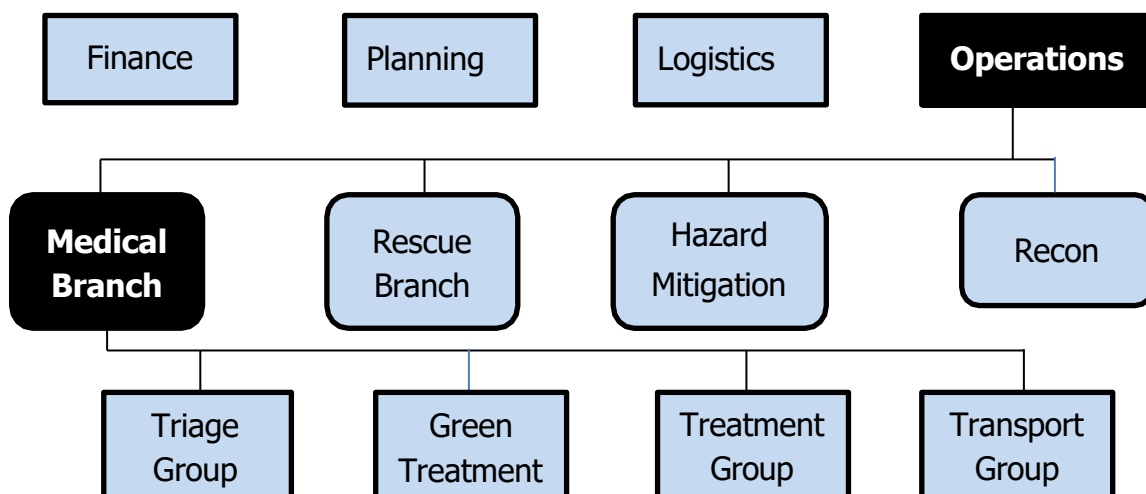 Finance
Planning
Logistics
Operations
Medical
Branch
Rescue
Branch
Hazard
Mitigation
Recon
Triage
Group
Green
Treatment
Treatment
Group
Transport
Group